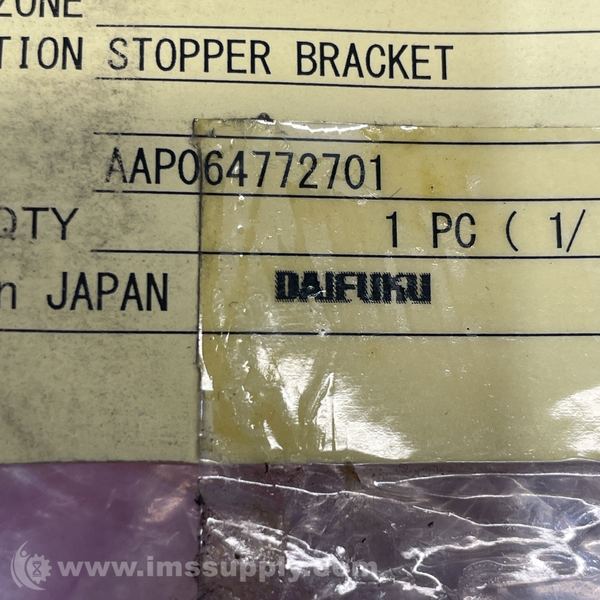 ZONE
TION STOPPER BRACKET
AAP064772701
QTY 1 PC ( 1/
n JAPAN DAIFUKU
www.imssupply.com